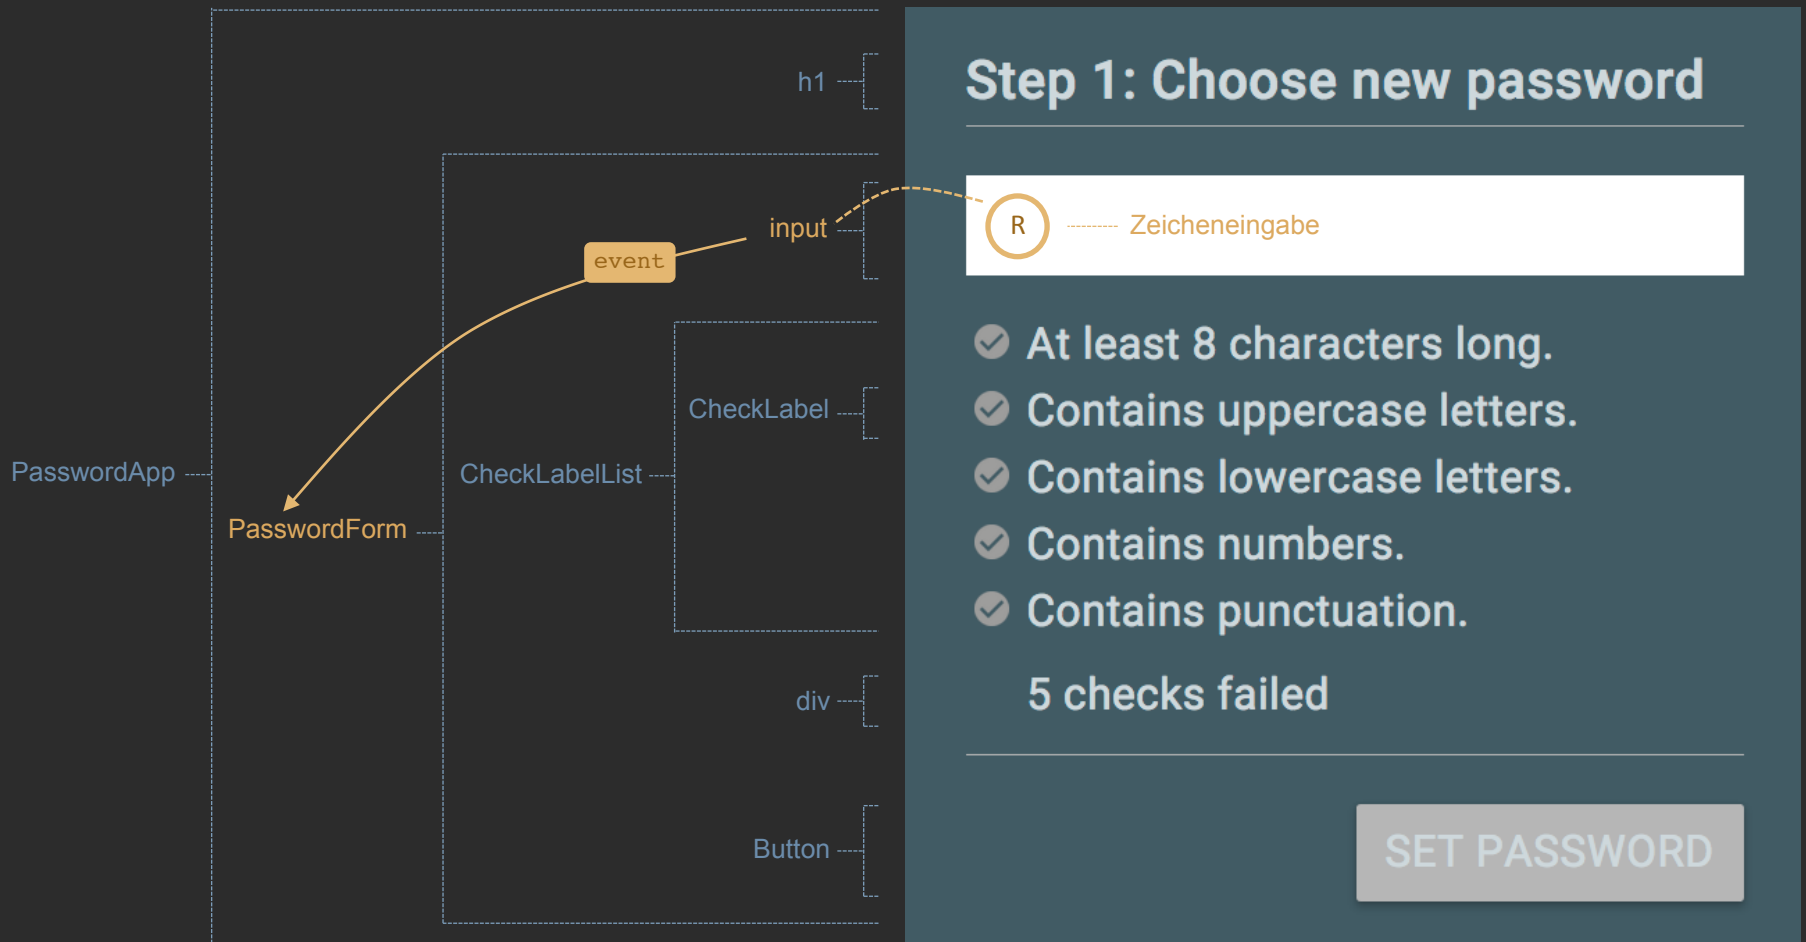 h1
input
event
CheckLabel
PasswordApp
CheckLabelList
PasswordForm
div
Button
Step 1: Choose new password
R
Zeicheneingabe
At least 8 characters long.
Contains uppercase letters.
Contains lowercase letters.
Contains numbers.
Contains punctuation.
5 checks failed
SET PASSWORD